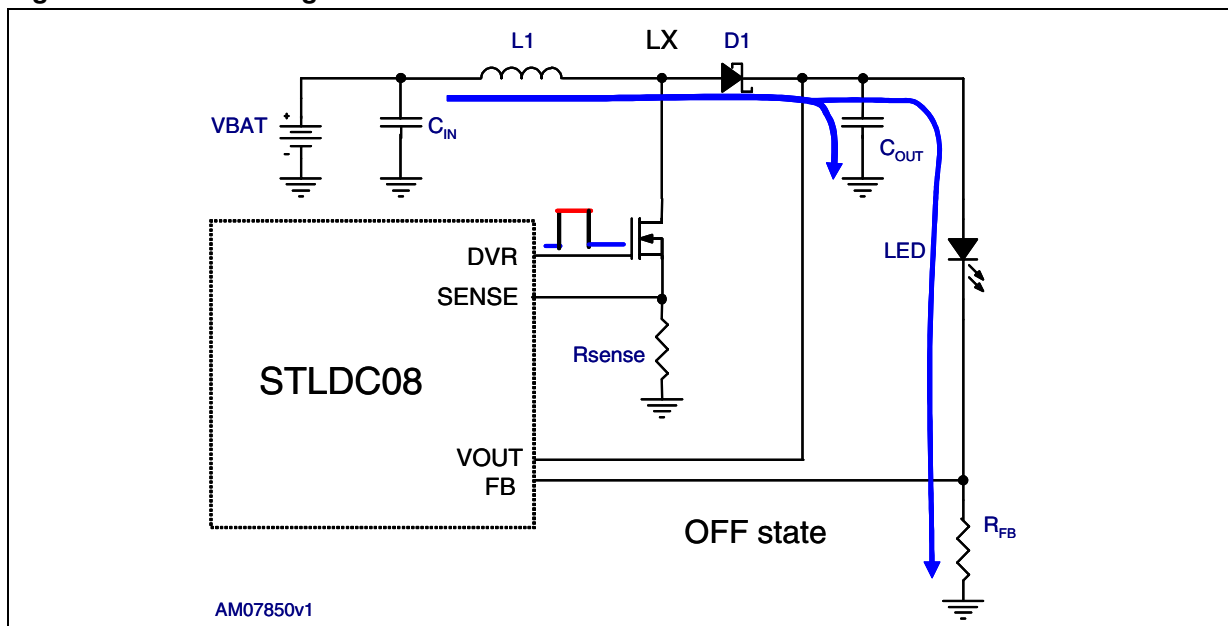 L1
LX
D1
VBAT
+
-
C_IN
C_OUT
DVR
LED
SENSE
Rsense
STLDC08
VOUT
FB
OFF state
R_FB
AM07850v1